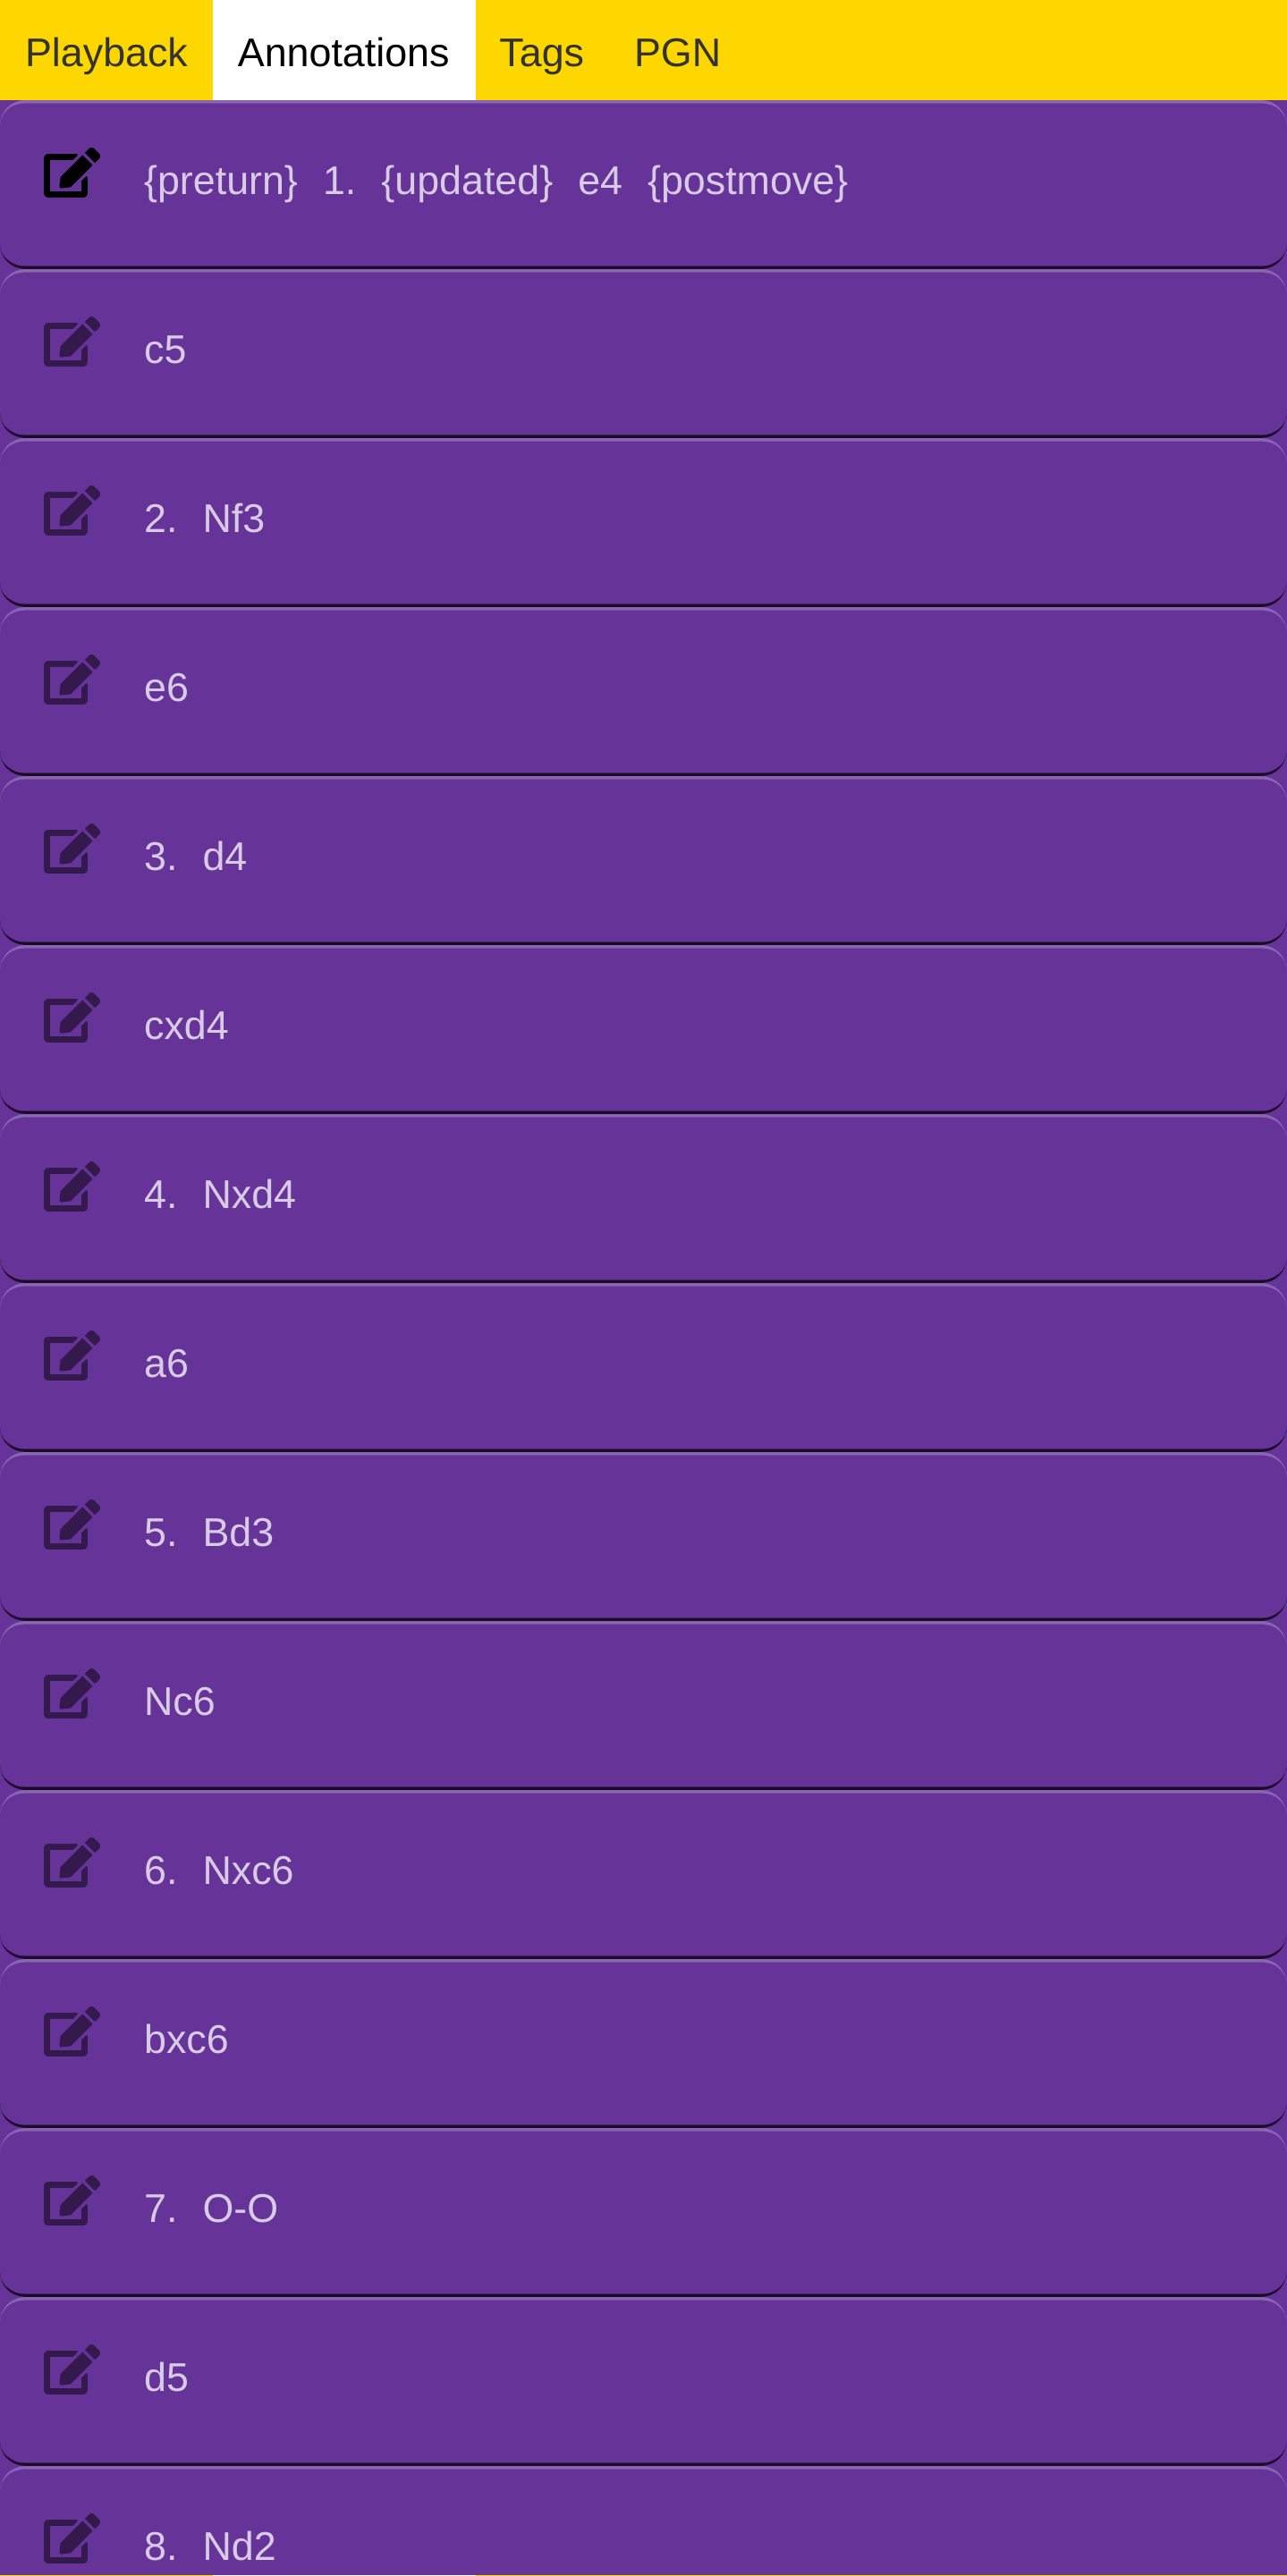 Playback Annotations Tags PGN
{preturn} 1. {updated} e4 {postmove}
c5
2. Nf3
e6
3. d4
cxd4
4. Nxd4
a6
5. Bd3
Nc6
6. Nxc6
bxc6
7. O-O
d5
8. Nd2